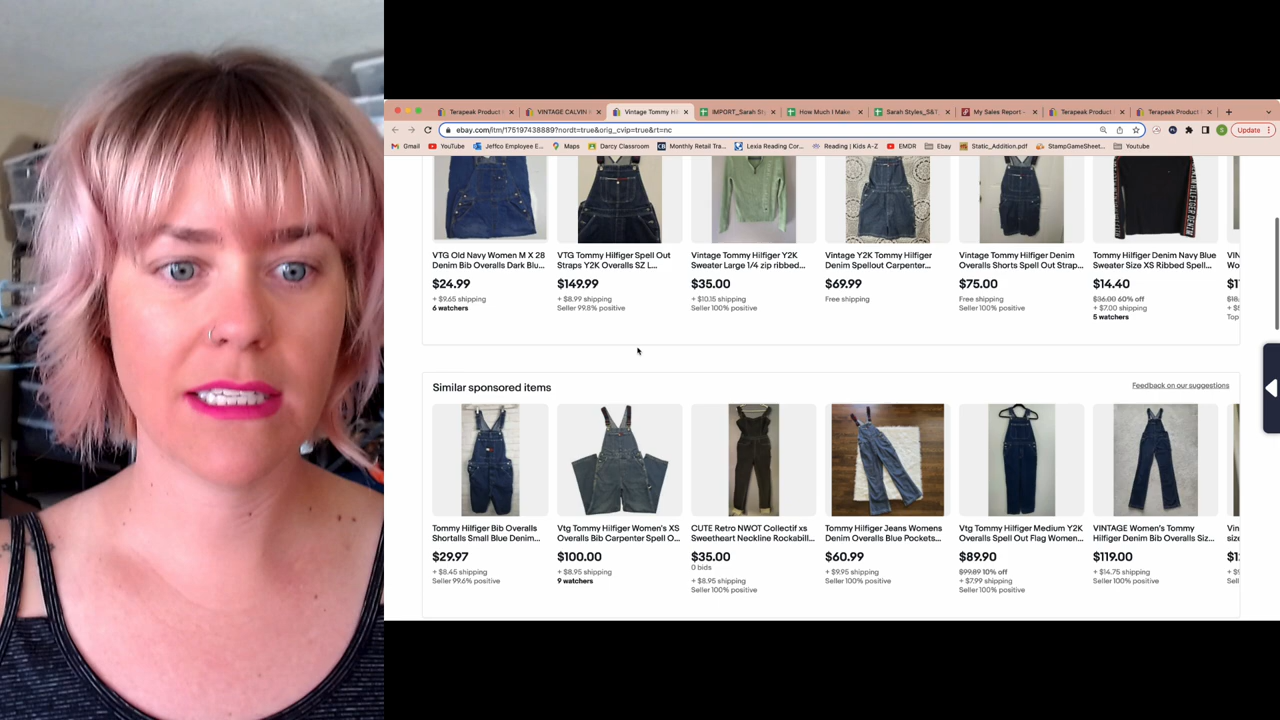 Terapeak Product
VINTAGE CALVIN
Vintage Tommy Hi
IMPORT_Sarah St
How Much I Make
Sarah Styles_S&T
My Sales Report -
Terapeak Product
Terapeak Product
ebay.com/itm/175197438889?nordt=true&orig_cvip=true&rt=nc
S
Update
Gmail
YouTube
Jeffco Employee E...
Maps
Darcy Classroom
Monthly Retail Tra...
Lexia Reading Cor...
Reading | Kids A-Z
EMDR
Ebay
Static_Addition.pdf
StampGameSheet...
Youtube
VTG Old Navy Women M X 28
Denim Bib Overalls Dark Blu...
$24.99
+ $9.65 shipping
6 watchers
VTG Tommy Hilfiger Spell Out
Straps Y2K Overalls SZ L...
$149.99
+ $8.99 shipping
Seller 99.8% positive
Vintage Tommy Hilfiger Y2K
Sweater Large 1/4 zip ribbed...
$35.00
+ $10.15 shipping
Seller 100% positive
Vintage Y2K Tommy Hilfiger
Denim Spellout Carpenter...
$69.99
Free shipping
Vintage Tommy Hilfiger Denim
Overalls Shorts Spell Out Strap...
$75.00
Free shipping
Seller 100% positive
Tommy Hilfiger Denim Navy Blue
Sweater Size XS Ribbed Spell...
$14.40
$36.00 60% off
+ $7.00 shipping
5 watchers
VIN
Wo
$1
Top
Similar sponsored items
Feedback on our suggestions
Tommy Hilfiger Bib Overalls
Shortalls Small Blue Denim...
$29.97
+ $8.45 shipping
Seller 99.6% positive
Vtg Tommy Hilfiger Women's XS
Overalls Bib Carpenter Spell O...
$100.00
+ $8.95 shipping
9 watchers
CUTE Retro NWOT Collectif xs
Sweetheart Neckline Rockabill...
$35.00
0 bids
+ $8.95 shipping
Seller 100% positive
Tommy Hilfiger Jeans Womens
Denim Overalls Blue Pockets...
$60.99
+ $9.95 shipping
Seller 100% positive
Vtg Tommy Hilfiger Medium Y2K
Overalls Spell Out Flag Women...
$89.90
$99.89 10% off
+ $7.99 shipping
Seller 100% positive
VINTAGE Women's Tommy
Hilfiger Denim Bib Overalls Siz...
$119.00
+ $14.75 shipping
Seller 100% positive
Vin
size
$1
Sell